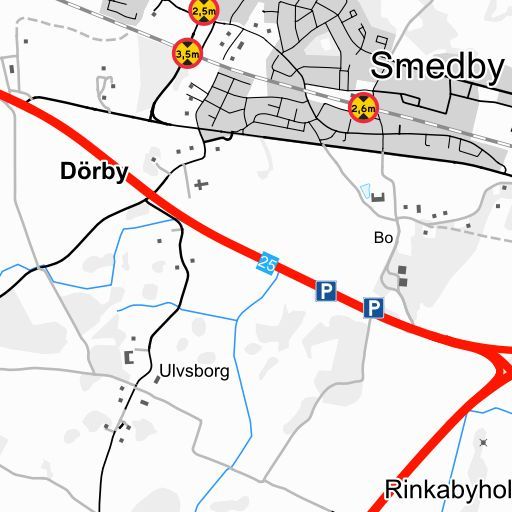 2,5m
3,5m
Smedby
2,6m
Dörby
Bo
25
P
P
Ulvsborg
Rinkabyhol